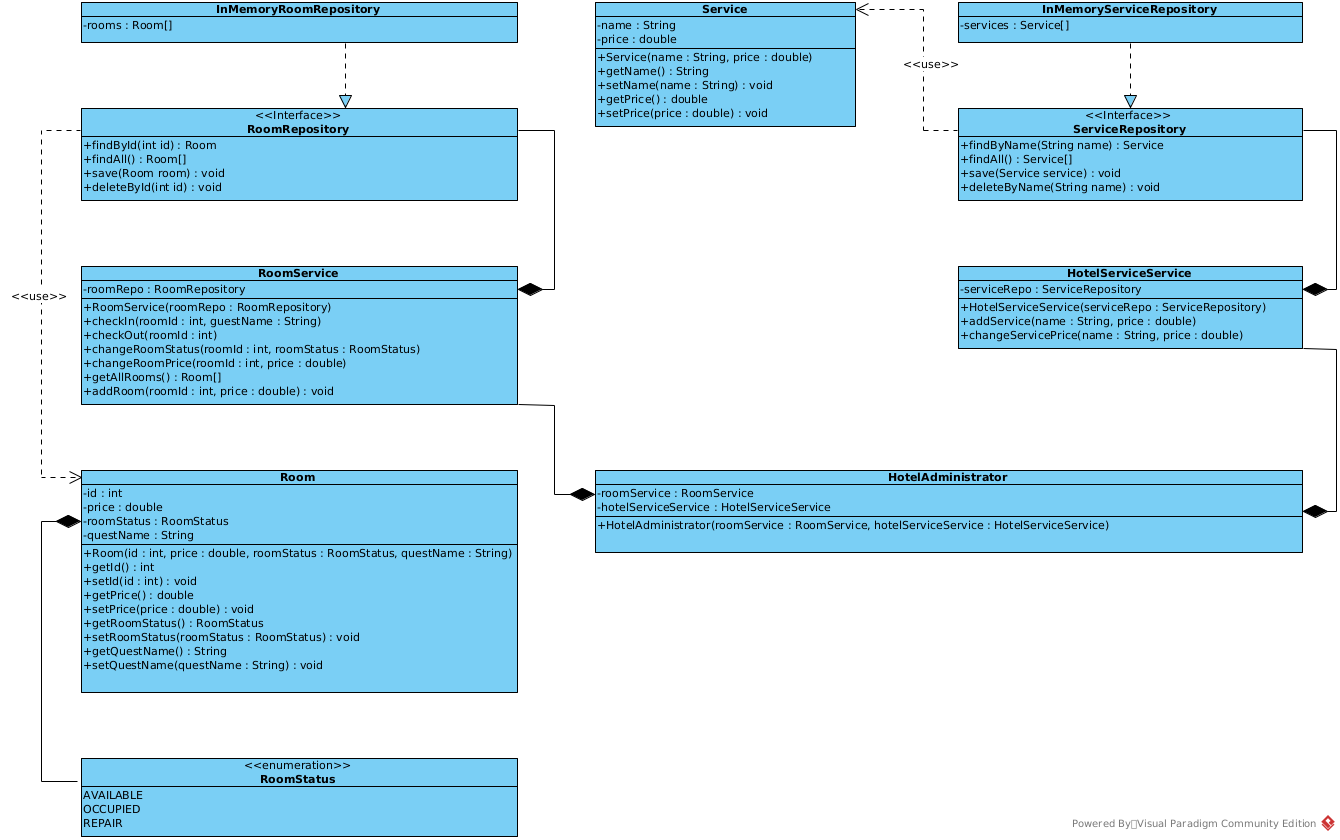 InMemoryRoomRepository
-rooms : Room[]
Service
-name : String
-price : double
+Service(name : String, price : double)
+getName() : String
+setName(name : String) : void
+getPrice() : double
+setPrice(price : double) : void
<<use>>
InMemoryServiceRepository
-services : Service[]
<<Interface>>
RoomRepository
+findById(int id) : Room
+findAll() : Room[]
+save(Room room) : void
+deleteById(int id) : void
<<Interface>>
ServiceRepository
+findByName(String name) : Service
+findAll() : Service[]
+save(Service service) : void
+deleteByName(String name) : void
<<use>>
RoomService
-roomRepo : RoomRepository
+RoomService(roomRepo : RoomRepository)
+checkIn(roomId : int, guestName : String)
+checkOut(roomId : int)
+changeRoomStatus(roomId : int, roomStatus : RoomStatus)
+changeRoomPrice(roomId : int, price : double)
+getAllRooms() : Room[]
+addRoom(roomId : int, price : double) : void
HotelServiceService
-serviceRepo : ServiceRepository
+HotelServiceService(serviceRepo : ServiceRepository)
+addService(name : String, price : double)
+changeServicePrice(name : String, price : double)
Room
-id : int
-price : double
-roomStatus : RoomStatus
-questName : String
+Room(id : int, price : double, roomStatus : RoomStatus, questName : String)
+getId() : int
+setId(id : int) : void
+getPrice() : double
+setPrice(price : double) : void
+getRoomStatus() : RoomStatus
+setRoomStatus(roomStatus : RoomStatus) : void
+getQuestName() : String
+setQuestName(questName : String) : void
HotelAdministrator
-roomService : RoomService
-hotelServiceService : HotelServiceService
+HotelAdministrator(roomService : RoomService, hotelServiceService : HotelServiceService)
<<enumeration>>
RoomStatus
AVAILABLE
OCCUPIED
REPAIR
Powered By Visual Paradigm Community Edition